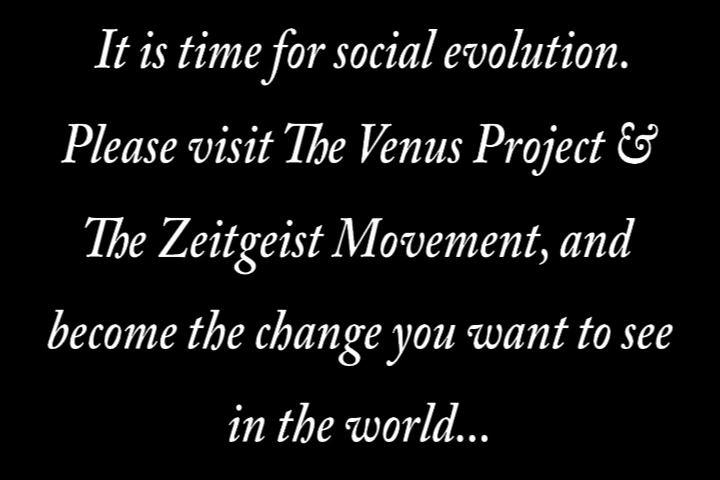 It is time for social evolution.
Please visit The Venus Project &
The Zeitgeist Movement, and
become the change you want to see
in the world...